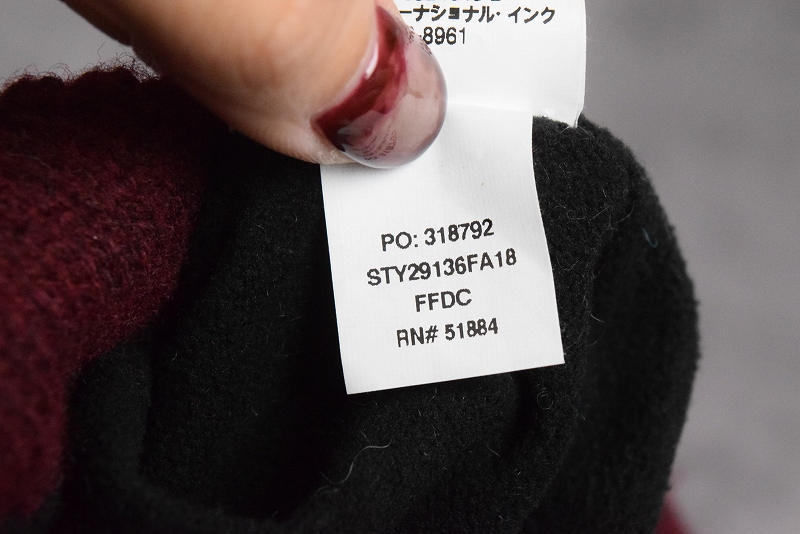 ーナショナル・インク
-8961
PO: 318792
STY29136FA18
FFDC
RN# 51884